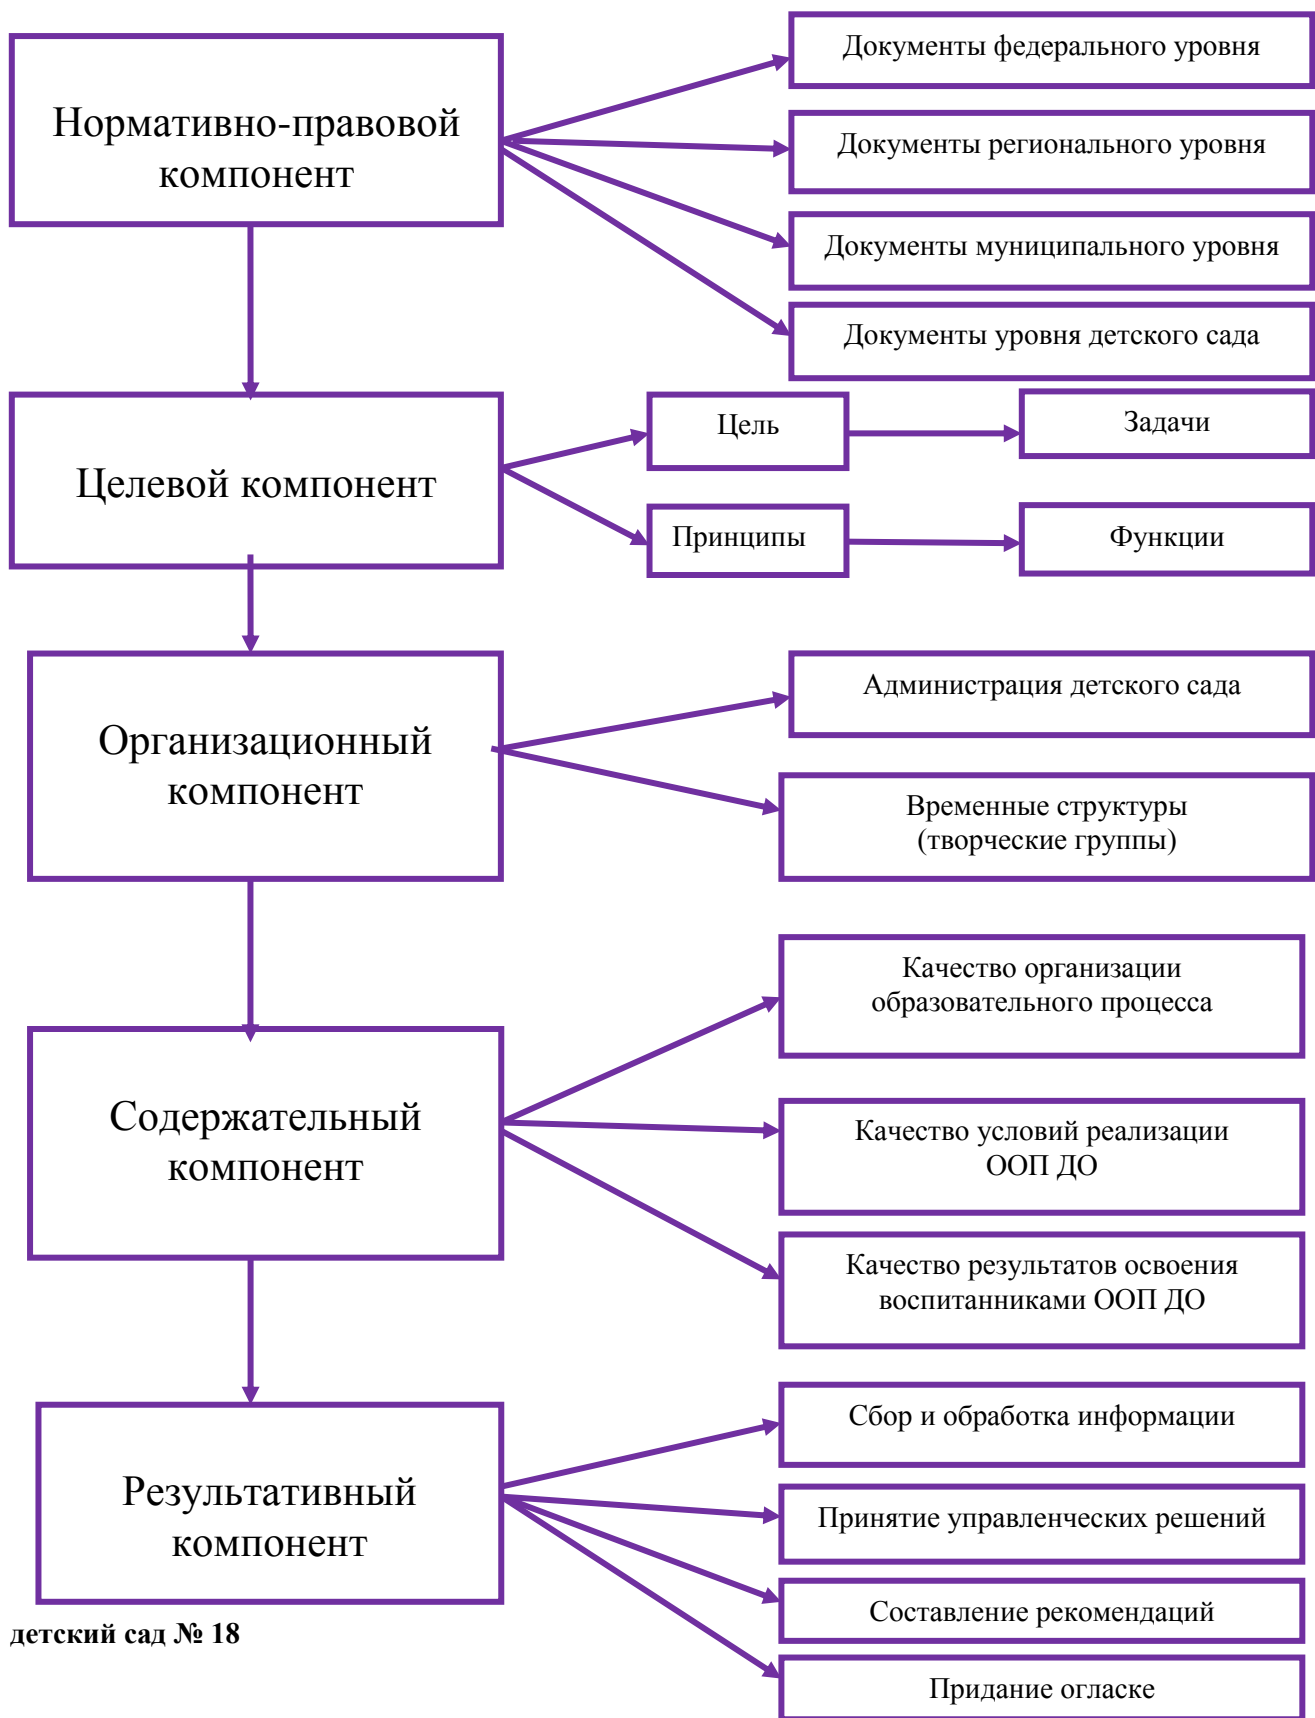 Нормативно-правовой
компонент
Документы федерального уровня
Документы регионального уровня
Документы муниципального уровня
Документы уровня детского сада
Целевой компонент
Цель
Задачи
Принципы
Функции
Организационный
компонент
Администрация детского сада
Временные структуры
(творческие группы)
Содержательный
компонент
Качество организации
образовательного процесса
Качество условий реализации
ООП ДО
Качество результатов освоения
воспитанниками ООП ДО
Результативный
компонент
Сбор и обработка информации
Принятие управленческих решений
Составление рекомендаций
Придание огласке
детский сад № 18